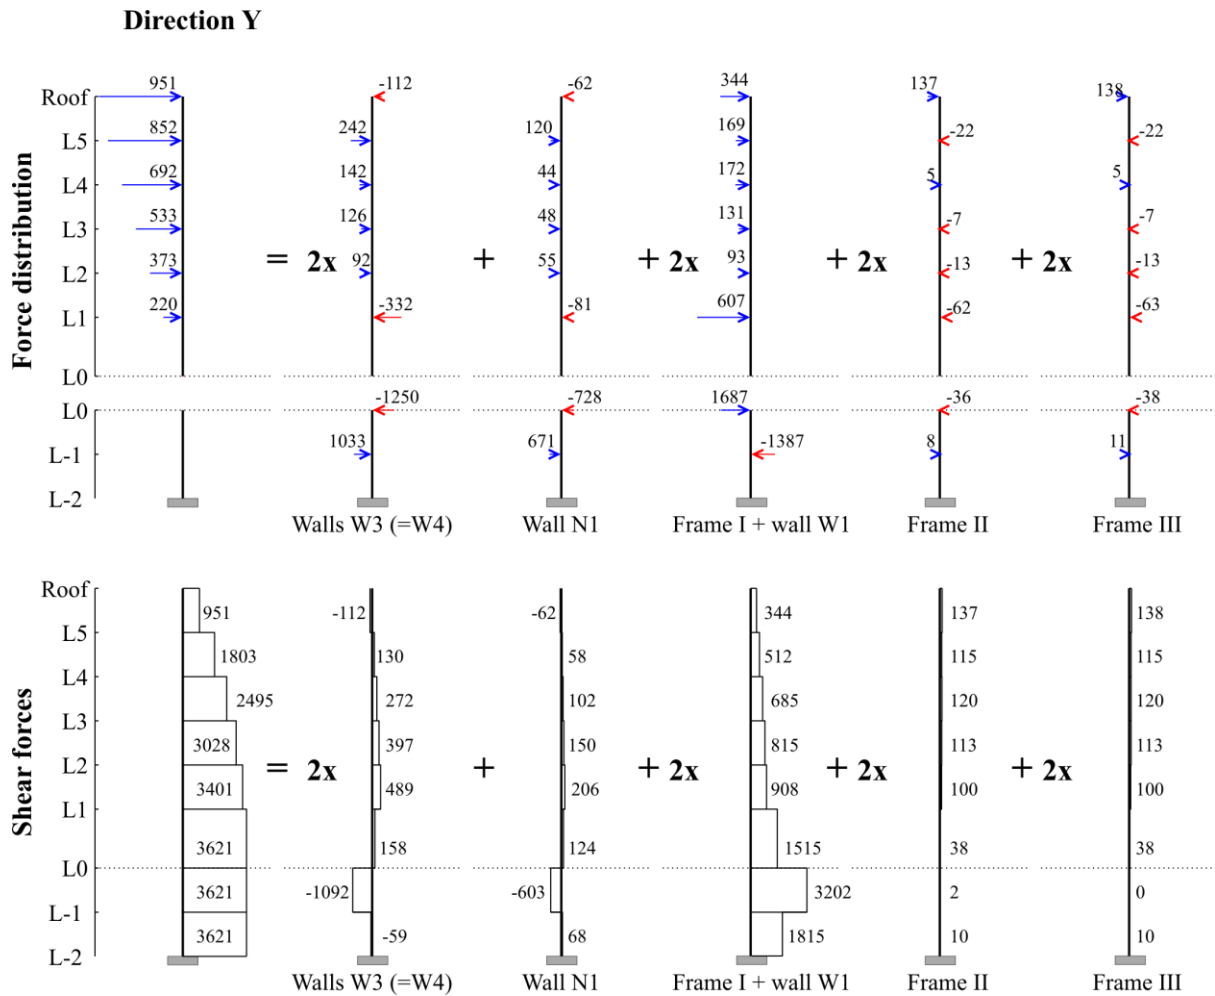 Direction Y
Force distribution
951 -112 -62 344 137 138
Roof
852 242 120 169 -22 -22
L5
692 142 44 172 5 5
L4
533 126 48 131 -7 -7
L3
373 = 2x 92 + 55 + 2x 93 + 2x -13 + 2x -13
L2
220 -332 -81 607 -62 -63
L1
L0
-1250 -728 1687 -36 -38
L0
1033 671 -1387 8 11
L-1
L-2
Walls W3 (=W4) Wall N1 Frame I + wall W1 Frame II Frame III
Shear forces
Roof
951 -112 -62 344 137 138
L5
1803 130 58 512 115 115
L4
2495 272 102 685 120 120
L3
3028 397 150 815 113 113
L2 = 2x + + 2x + 2x + 2x
3401 489 206 908 100 100
L1
3621 158 124 1515 38 38
L0
3621 -1092 -603 3202 2 0
L-1
3621 -59 68 1815 10 10
L-2
Walls W3 (=W4) Wall N1 Frame I + wall W1 Frame II Frame III